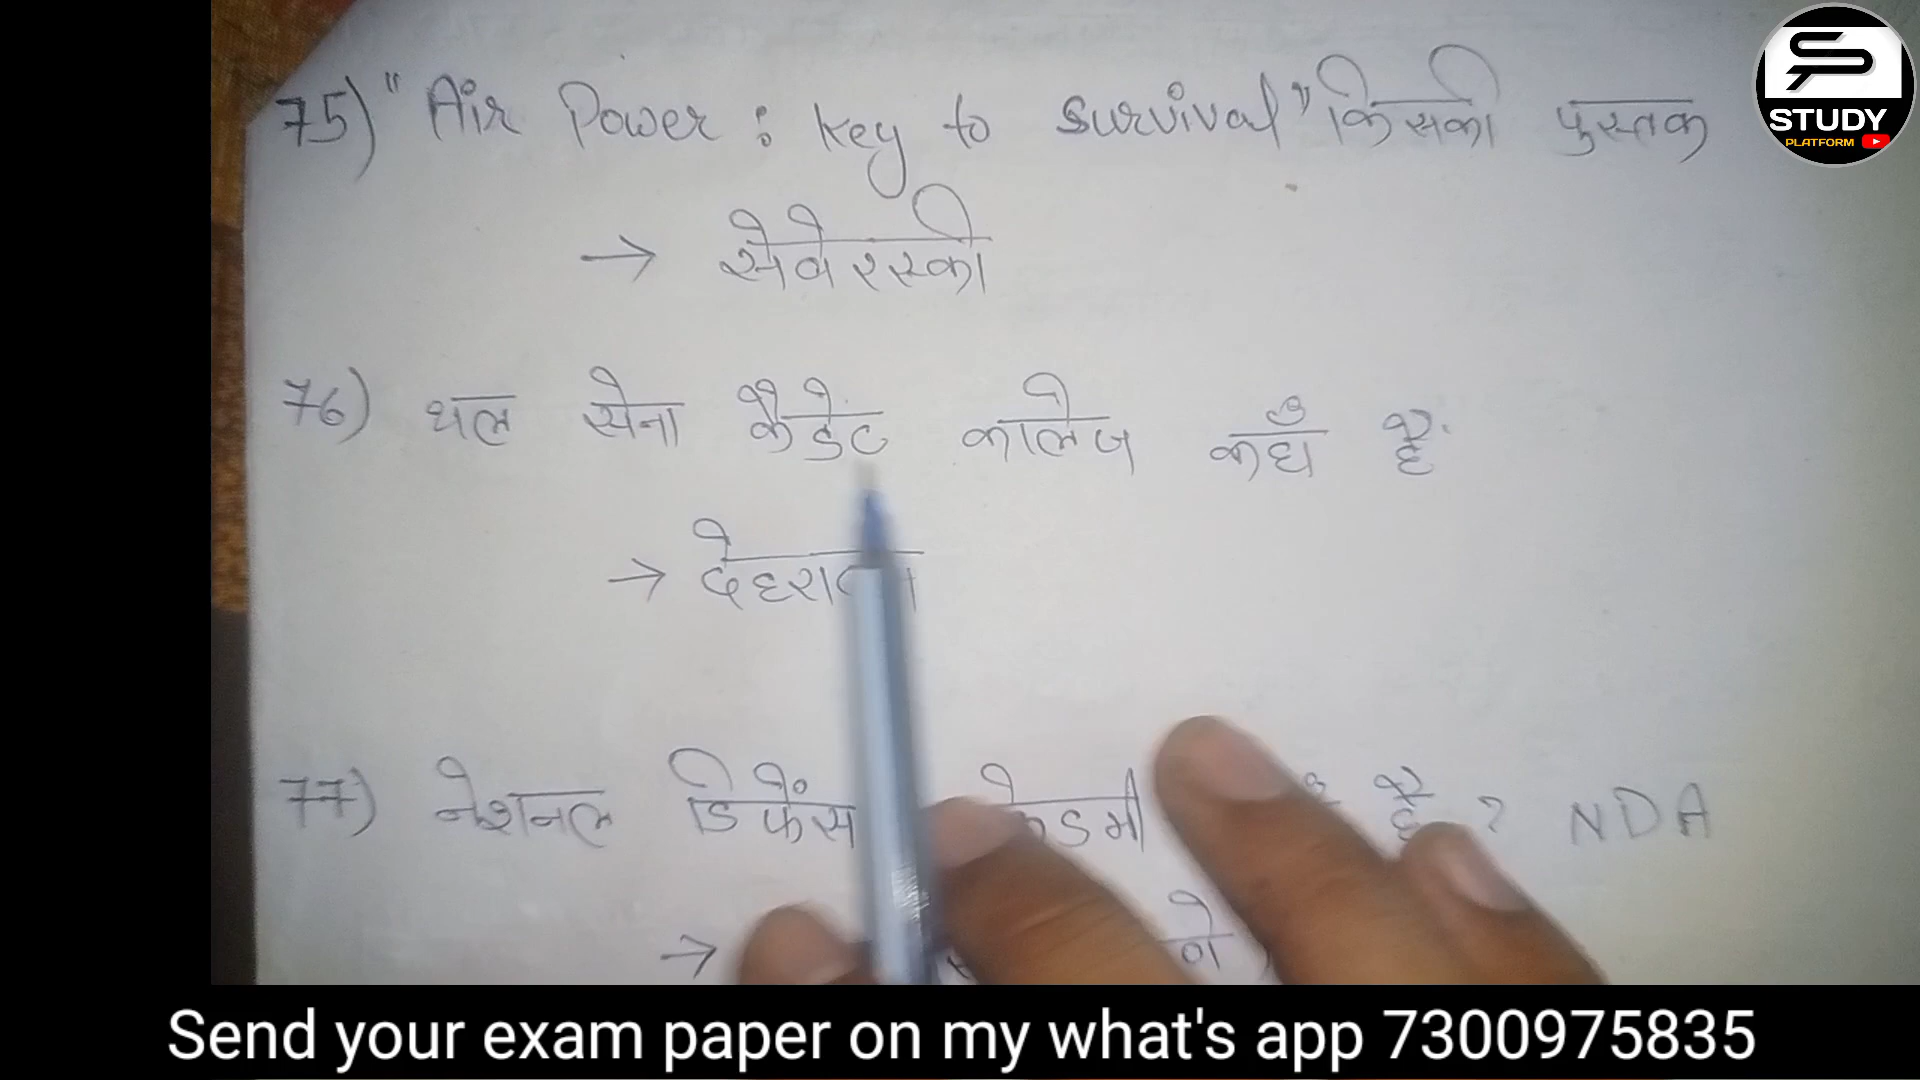 75) "Air Power : Key to Survival" किसकी पुस्तक
→ सेवेरस्की
76) थल सेना कैडेट कालेज कहाँ है
→
77) नेशनल डिफेंस है ? NDA
→
STUDY
PLATFORM
Send your exam paper on my what's app 7300975835